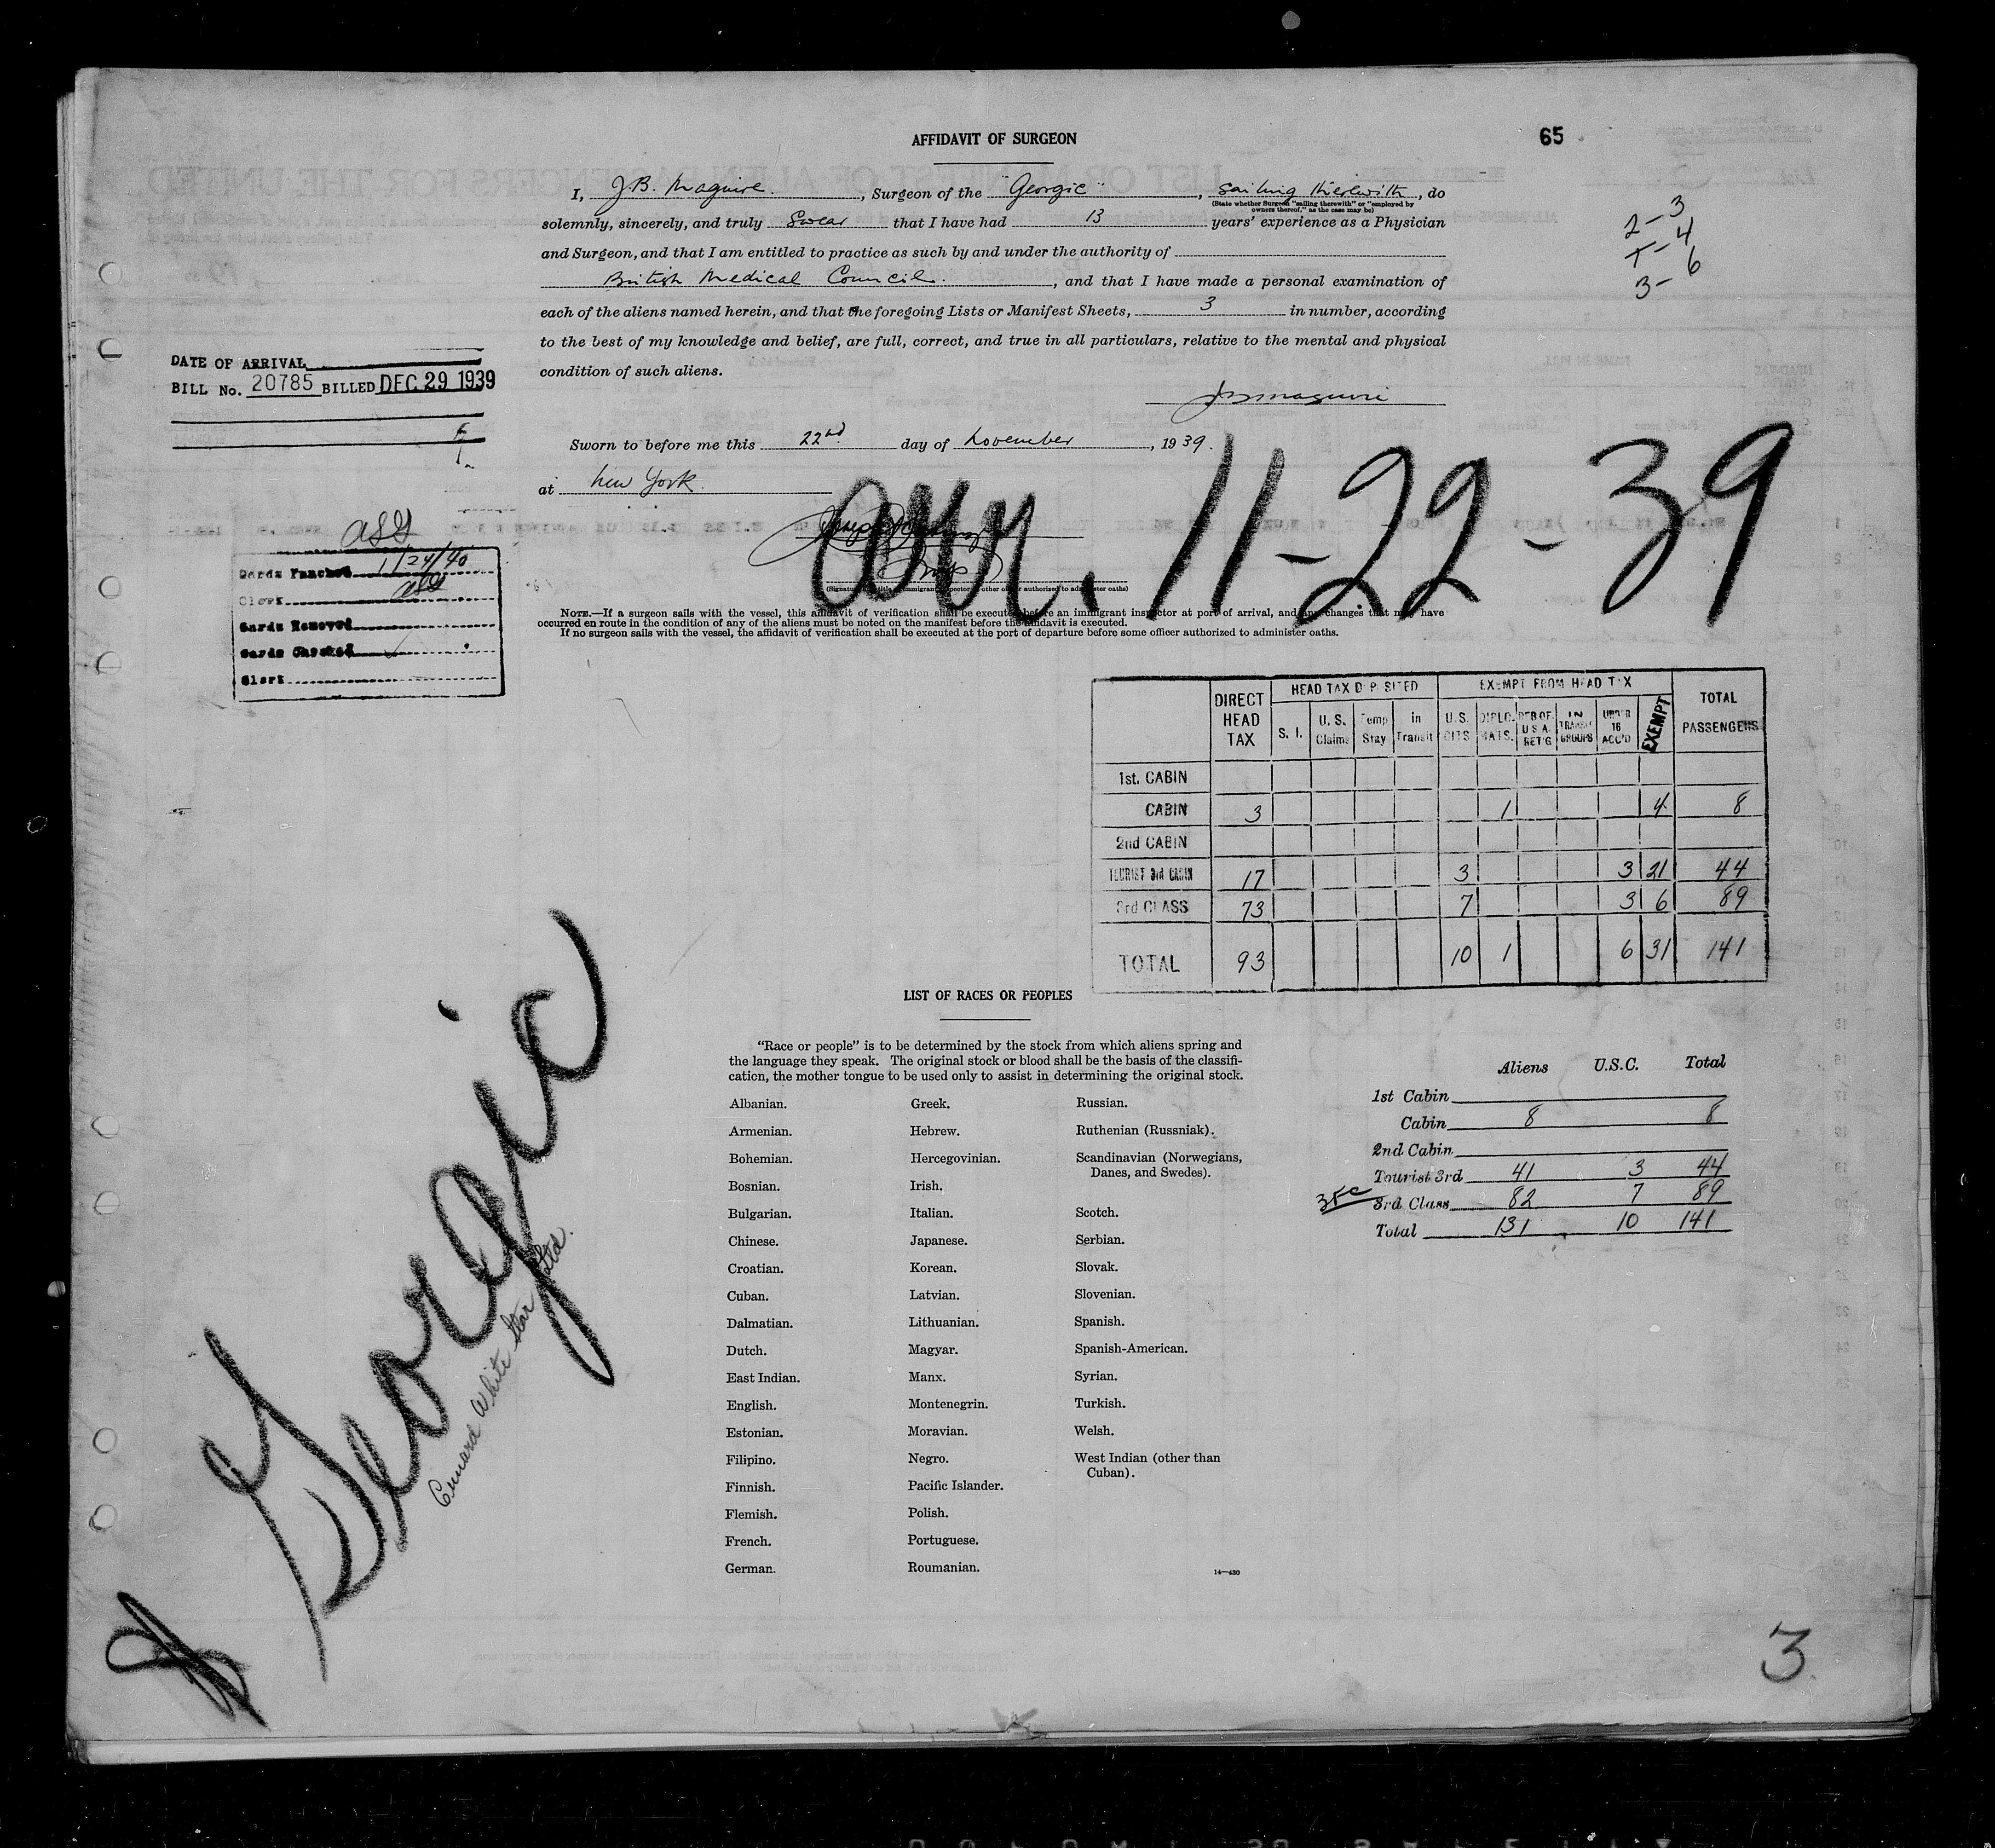 AFFIDAVIT OF SURGEON
65
I, J.B. Maguire, Surgeon of the "Georgic", sailing therewith, do
(State whether Surgeon "sailing therewith" or "employed by
owners thereof," as the case may be)
solemnly, sincerely, and truly Swear that I have had 13 years' experience as a Physician
and Surgeon, and that I am entitled to practice as such by and under the authority of
British Medical Council., and that I have made a personal examination of
each of the aliens named herein, and that the foregoing Lists or Manifest Sheets, 3 in number, according
to the best of my knowledge and belief, are full, correct, and true in all particulars, relative to the mental and physical
condition of such aliens.
JBMaguire
2-3
T-4
3-6
DATE OF ARRIVAL
BILL No. 20785 BILLED DEC 29 1939
Sworn to before me this 22nd day of November, 1939.
at New York.
arr. 11-22-39
Cards Punched 1/24/40
Clerk
Cards Removed
Cards Checked
Clerk
NOTE.—If a surgeon sails with the vessel, this affidavit of verification shall be executed before an immigrant inspector at port of arrival, and any changes that may have
occurred en route in the condition of any of the aliens must be noted on the manifest before the affidavit is executed.
If no surgeon sails with the vessel, the affidavit of verification shall be executed at the port of departure before some officer authorized to administer oaths.
DIRECT HEAD TAX HEAD TAX DEPOSITED EXEMPT FROM HEAD TAX TOTAL PASSENGERS
S. I. U. S. Claims Temp Stay in Transit U.S. CITS DIPLO. MATS. RES OF. U S A. RET'G IN TRANSIT GROUPS UNDER 16 ACC'D EXEMPT
1st. CABIN
CABIN 3 1 4 8
2nd CABIN
TOURIST 3rd CABIN 17 3 3 21 44
3rd CLASS 73 7 3 6 89
TOTAL 93 10 1 6 31 141
Georgic
Cunard White Star Ltd.
LIST OF RACES OR PEOPLES
"Race or people" is to be determined by the stock from which aliens spring and
the language they speak. The original stock or blood shall be the basis of the classifi-
cation, the mother tongue to be used only to assist in determining the original stock.
Albanian.
Armenian.
Bohemian.
Bosnian.
Bulgarian.
Chinese.
Croatian.
Cuban.
Dalmatian.
Dutch.
East Indian.
English.
Estonian.
Filipino.
Finnish.
Flemish.
French.
German.
Greek.
Hebrew.
Hercegovinian.
Irish.
Italian.
Japanese.
Korean.
Latvian.
Lithuanian.
Magyar.
Manx.
Montenegrin.
Moravian.
Negro.
Pacific Islander.
Polish.
Portuguese.
Roumanian.
Russian.
Ruthenian (Russniak).
Scandinavian (Norwegians,
Danes, and Swedes).
Scotch.
Serbian.
Slovak.
Slovenian.
Spanish.
Spanish-American.
Syrian.
Turkish.
Welsh.
West Indian (other than
Cuban).
14—430
Aliens U.S.C. Total
1st Cabin
Cabin 8 8
2nd Cabin
Tourist 3rd 41 3 44
3rd Class 82 7 89
Total 131 10 141
3